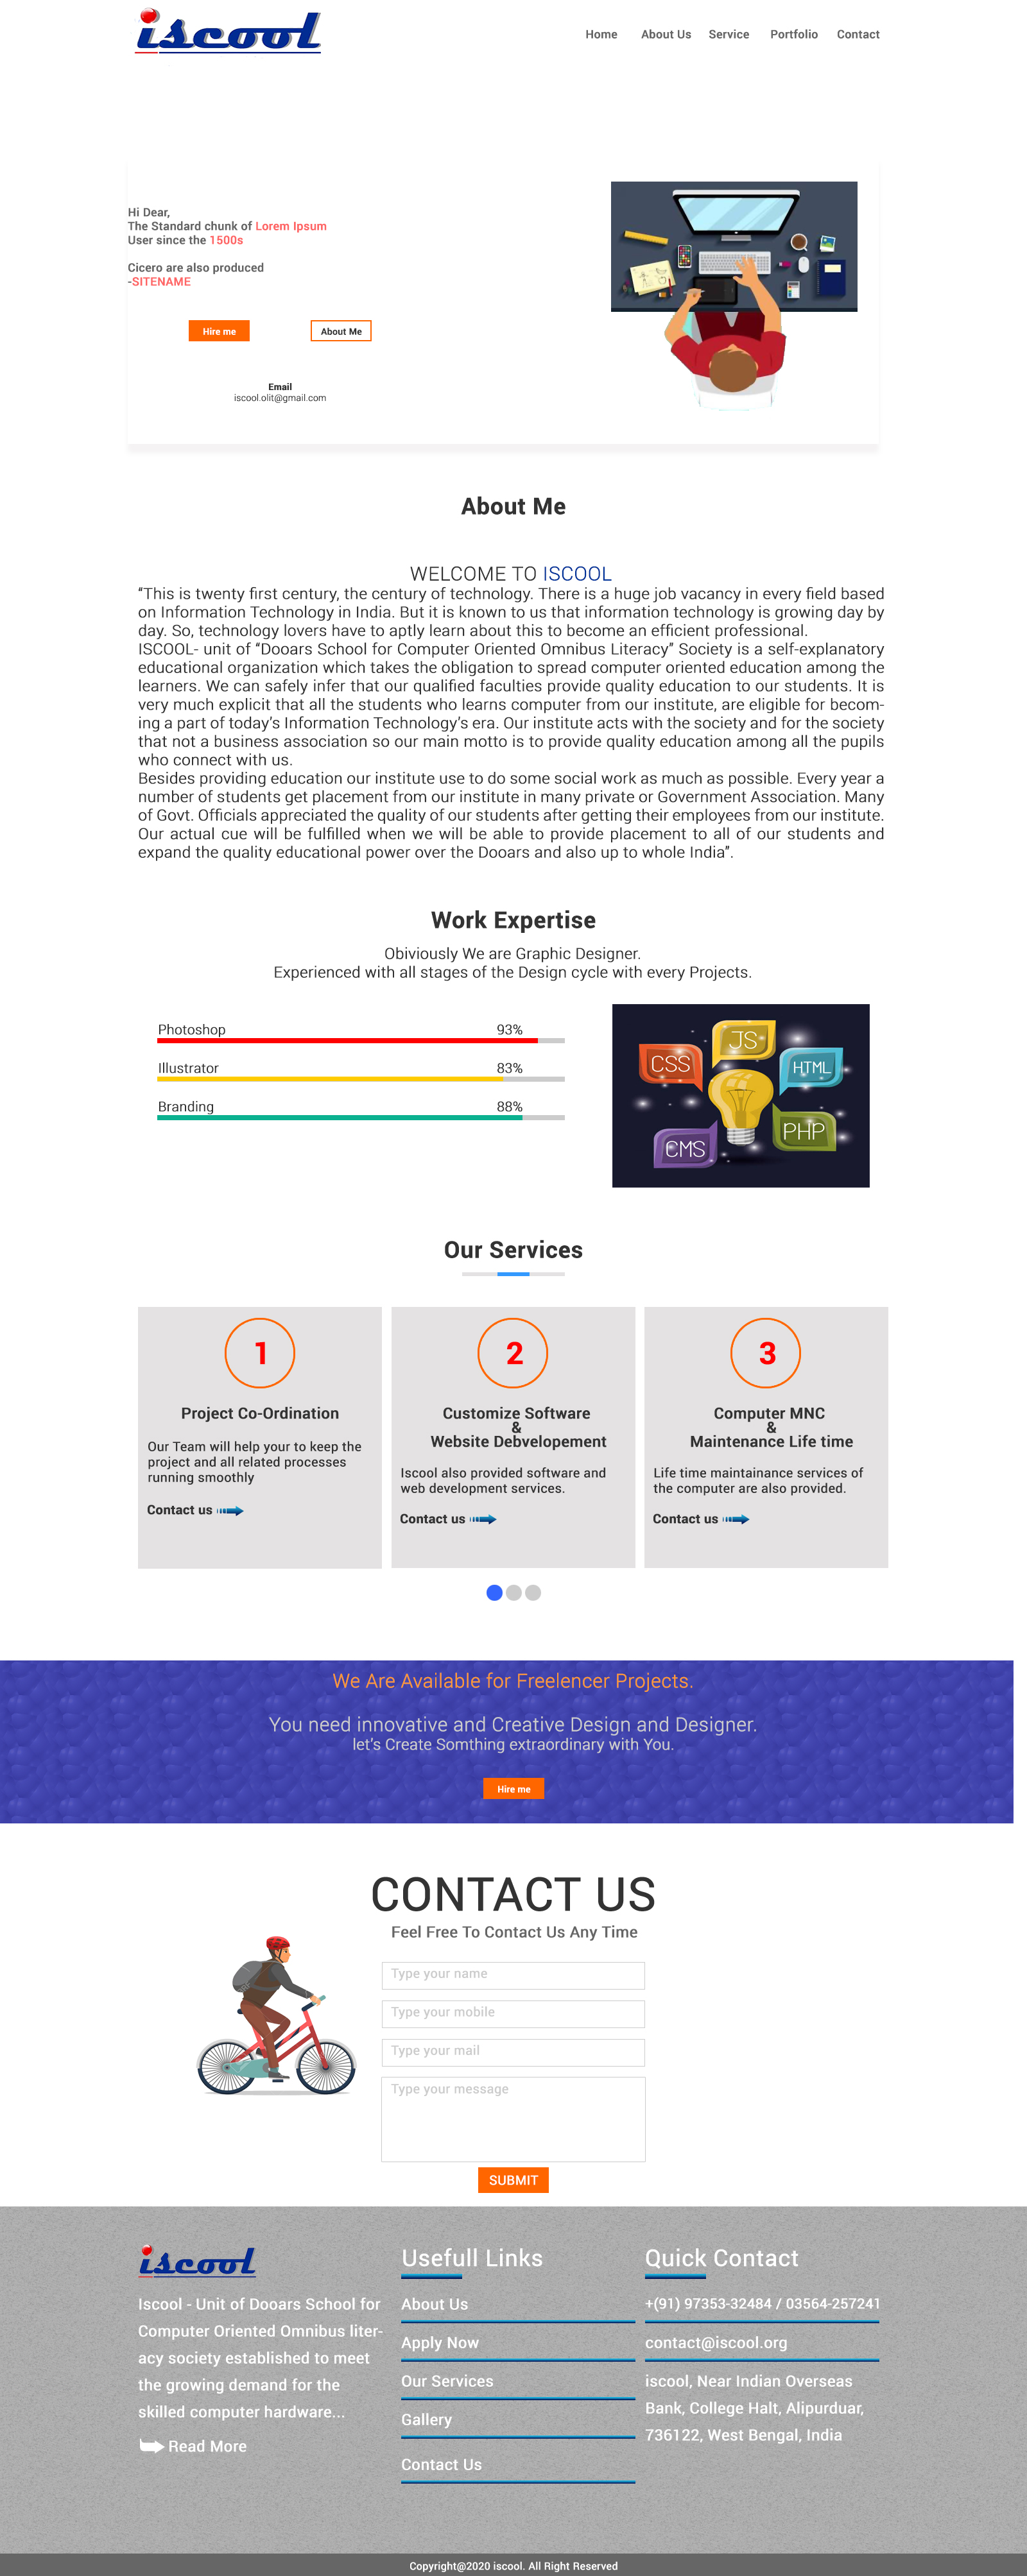 iscool
Home About Us Service Portfolio Contact
Hi Dear,
The Standard chunk of Lorem Ipsum
User since the 1500s
Cicero are also produced
-SITENAME
Hire me About Me
Email
iscool.olit@gmail.com
About Me
WELCOME TO ISCOOL
“This is twenty first century, the century of technology. There is a huge job vacancy in every field based
on Information Technology in India. But it is known to us that information technology is growing day by
day. So, technology lovers have to aptly learn about this to become an efficient professional.
ISCOOL- unit of “Dooars School for Computer Oriented Omnibus Literacy” Society is a self-explanatory
educational organization which takes the obligation to spread computer oriented education among the
learners. We can safely infer that our qualified faculties provide quality education to our students. It is
very much explicit that all the students who learns computer from our institute, are eligible for becom-
ing a part of today’s Information Technology’s era. Our institute acts with the society and for the society
that not a business association so our main motto is to provide quality education among all the pupils
who connect with us.
Besides providing education our institute use to do some social work as much as possible. Every year a
number of students get placement from our institute in many private or Government Association. Many
of Govt. Officials appreciated the quality of our students after getting their employees from our institute.
Our actual cue will be fulfilled when we will be able to provide placement to all of our students and
expand the quality educational power over the Dooars and also up to whole India”.
Work Expertise
Obiviously We are Graphic Designer.
Experienced with all stages of the Design cycle with every Projects.
Photoshop 93%
Illustrator 83%
Branding 88%
JS
CSS
HTML
PHP
CMS
Our Services
1
Project Co-Ordination
Our Team will help your to keep the
project and all related processes
running smoothly
Contact us
2
Customize Software
&
Website Debvelopement
Iscool also provided software and
web development services.
Contact us
3
Computer MNC
&
Maintenance Life time
Life time maintainance services of
the computer are also provided.
Contact us
We Are Available for Freelencer Projects.
You need innovative and Creative Design and Designer.
let's Create Somthing extraordinary with You.
Hire me
CONTACT US
Feel Free To Contact Us Any Time
Type your name
Type your mobile
Type your mail
Type your message
SUBMIT
iscool
Iscool - Unit of Dooars School for
Computer Oriented Omnibus liter-
acy society established to meet
the growing demand for the
skilled computer hardware...
Read More
Usefull Links
About Us
Apply Now
Our Services
Gallery
Contact Us
Quick Contact
+(91) 97353-32484 / 03564-257241
contact@iscool.org
iscool, Near Indian Overseas
Bank, College Halt, Alipurduar,
736122, West Bengal, India
Copyright@2020 iscool. All Right Reserved